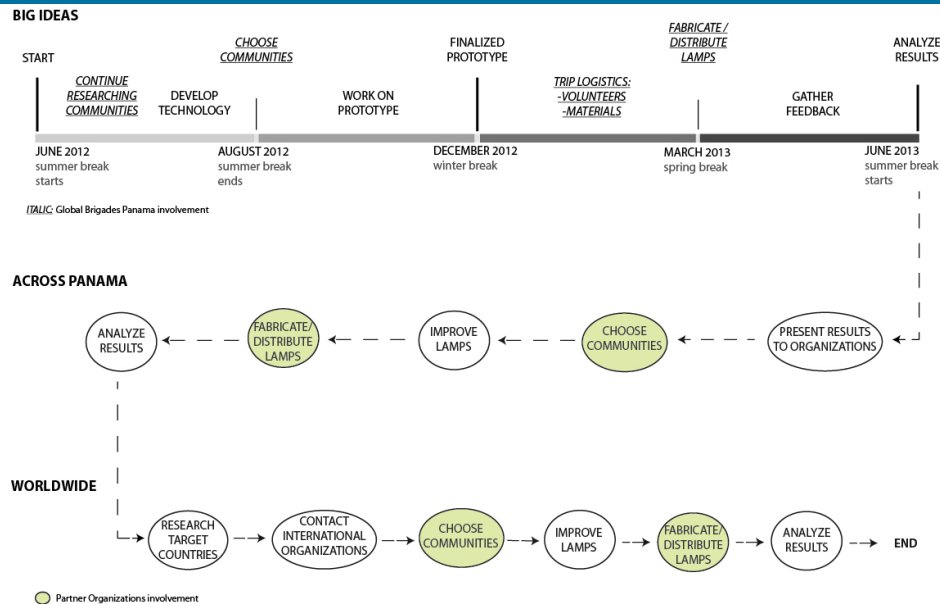 BIG IDEAS
START
CONTINUE
RESEARCHING
COMMUNITIES
DEVELOP
TECHNOLOGY
CHOOSE
COMMUNITIES
WORK ON
PROTOTYPE
FINALIZED
PROTOTYPE
TRIP LOGISTICS:
-VOLUNTEERS
-MATERIALS
FABRICATE /
DISTRIBUTE
LAMPS
GATHER
FEEDBACK
ANALYZE
RESULTS
JUNE 2012
summer break
starts
AUGUST 2012
summer break
ends
DECEMBER 2012
winter break
MARCH 2013
spring break
JUNE 2013
summer break
starts
ITALIC: Global Brigades Panama involvement
ACROSS PANAMA
ANALYZE
RESULTS
FABRICATE/
DISTRIBUTE
LAMPS
IMPROVE
LAMPS
CHOOSE
COMMUNITIES
PRESENT RESULTS
TO ORGANIZATIONS
WORLDWIDE
RESEARCH
TARGET
COUNTRIES
CONTACT
INTERNATIONAL
ORGANIZATIONS
CHOOSE
COMMUNITIES
IMPROVE
LAMPS
FABRICATE/
DISTRIBUTE
LAMPS
ANALYZE
RESULTS
END
Partner Organizations involvement